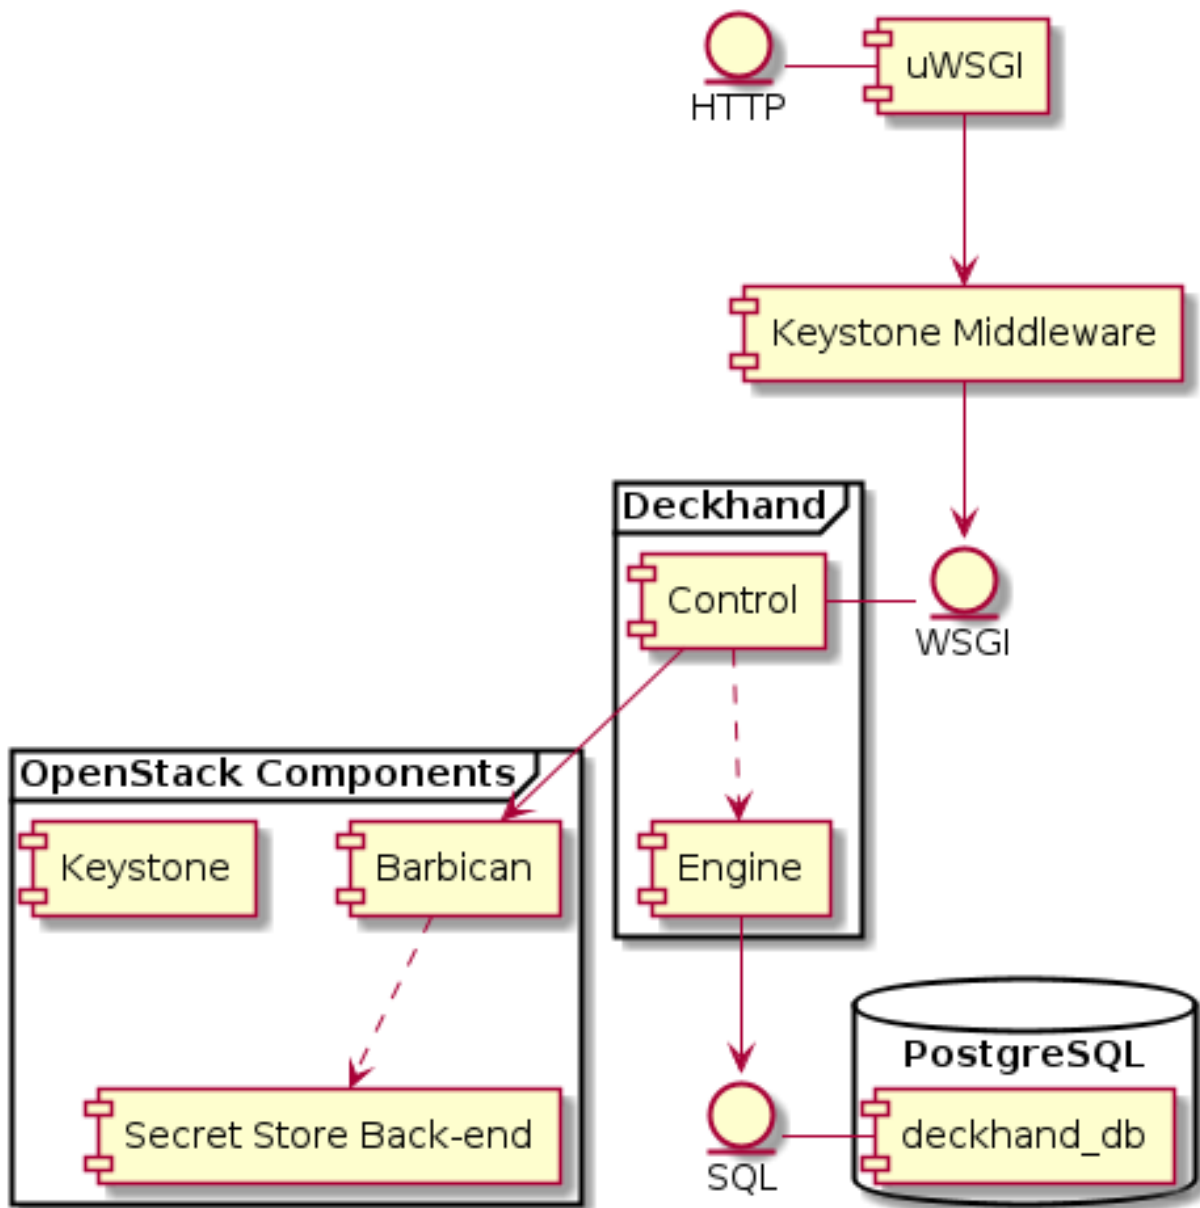 uWSGI
HTTP
Keystone Middleware
Deckhand
Control
WSGI
OpenStack Components
Keystone
Barbican
Engine
PostgreSQL
Secret Store Back-end
deckhand_db
SQL